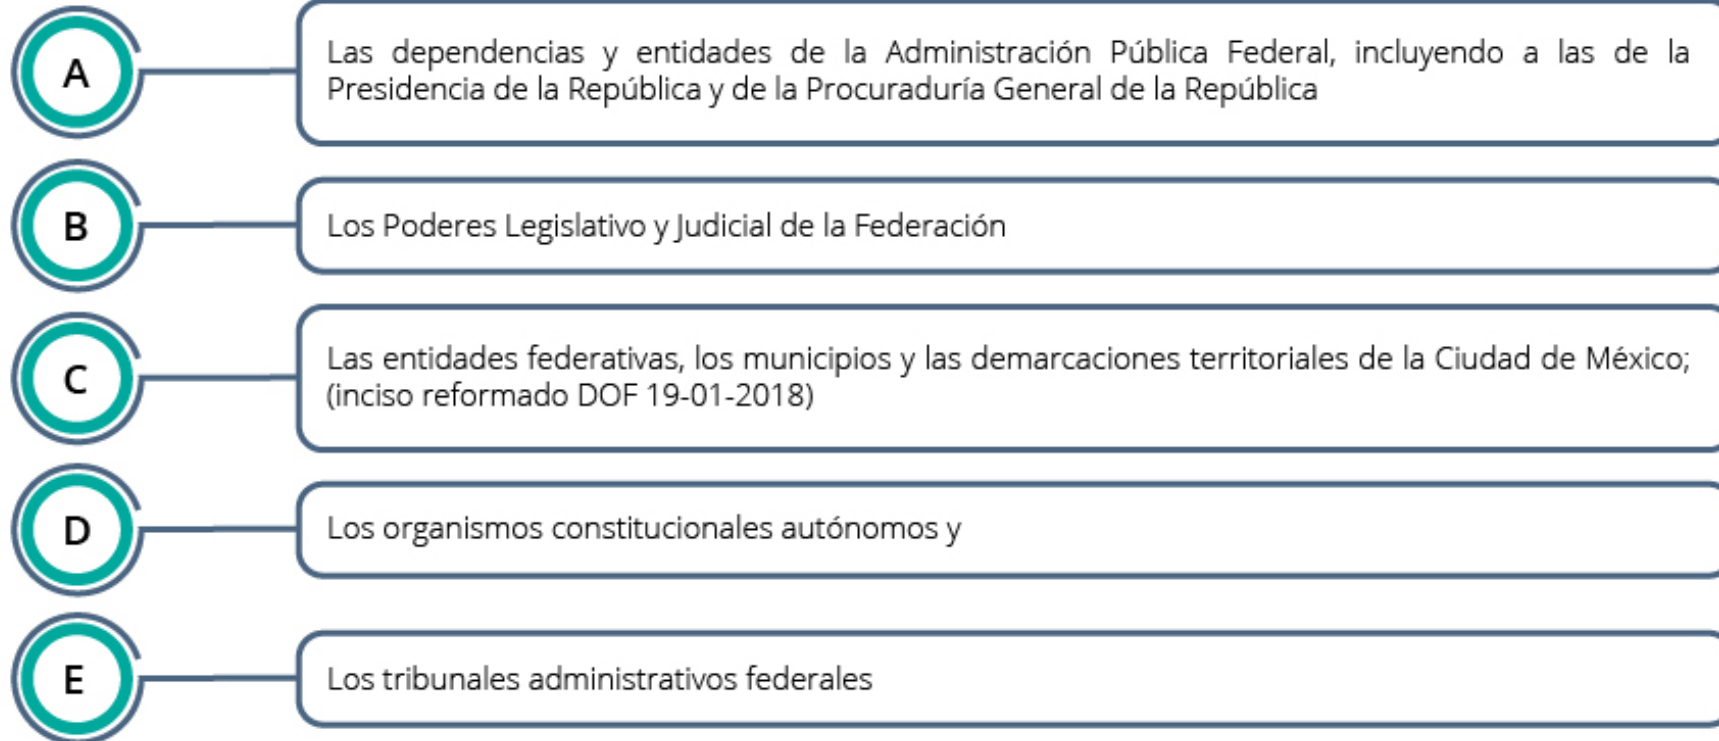 A
Las dependencias y entidades de la Administración Pública Federal, incluyendo a las de la
Presidencia de la República y de la Procuraduría General de la República
B
Los Poderes Legislativo y Judicial de la Federación
C
Las entidades federativas, los municipios y las demarcaciones territoriales de la Ciudad de México;
(inciso reformado DOF 19-01-2018)
D
Los organismos constitucionales autónomos y
E
Los tribunales administrativos federales